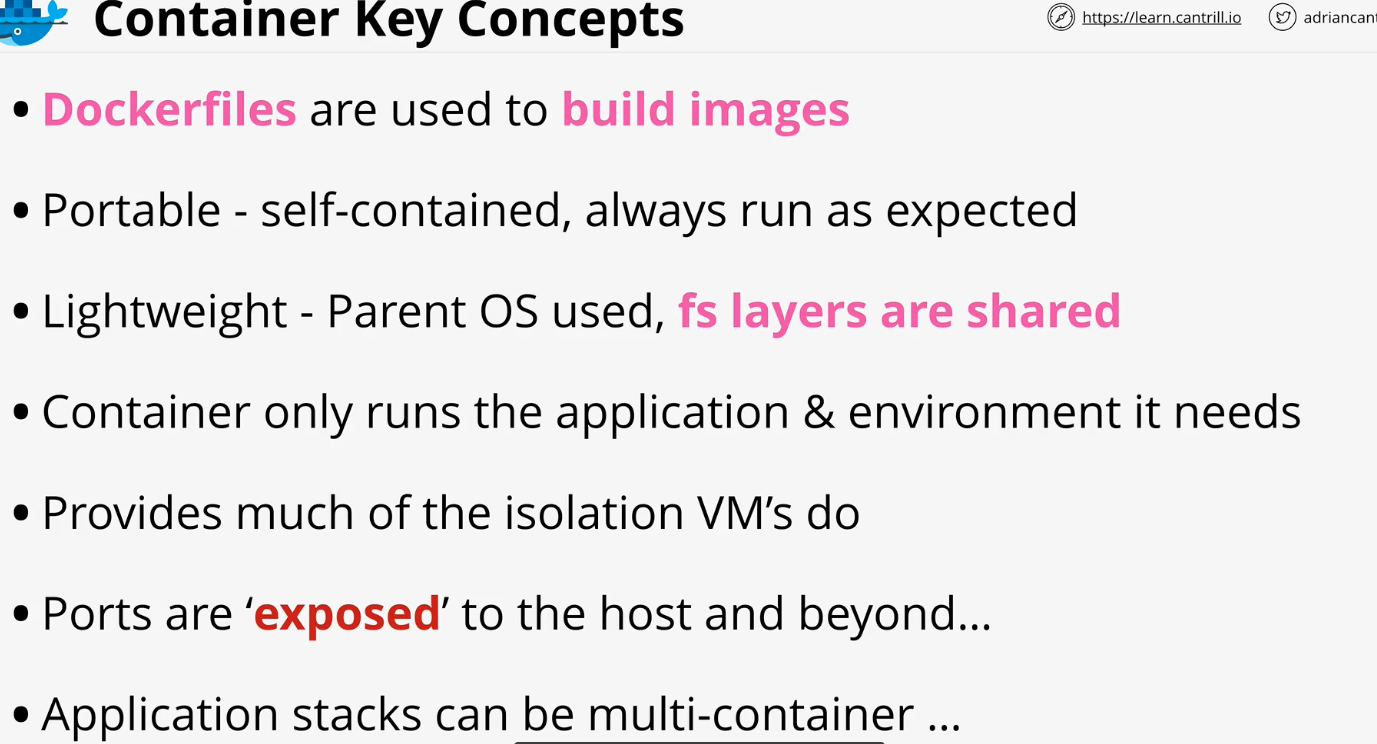 Container Key Concepts
https://learn.cantrill.io
adriancant
• Dockerfiles are used to build images
• Portable - self-contained, always run as expected
• Lightweight - Parent OS used, fs layers are shared
• Container only runs the application & environment it needs
• Provides much of the isolation VM’s do
• Ports are ‘exposed’ to the host and beyond...
• Application stacks can be multi-container ...